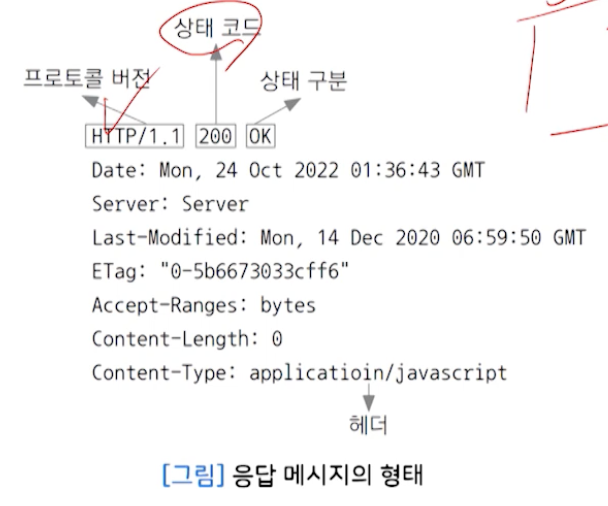 상태 코드
프로토콜 버전 상태 구분
HTTP/1.1 200 OK
Date: Mon, 24 Oct 2022 01:36:43 GMT
Server: Server
Last-Modified: Mon, 14 Dec 2020 06:59:50 GMT
ETag: "0-5b6673033cff6"
Accept-Ranges: bytes
Content-Length: 0
Content-Type: applicatioin/javascript
헤더
[그림] 응답 메시지의 형태